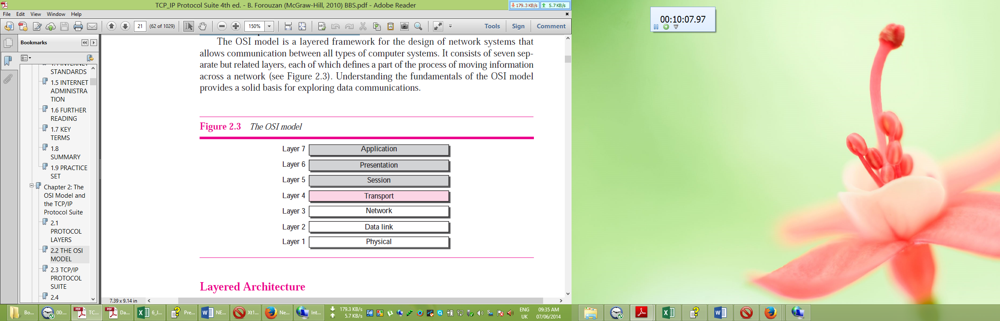 TCP_IP Protocol Suite 4th ed. - B. Forouzan (McGraw-Hill, 2010) BBS.pdf - Adobe Reader
179.3 KB/s 5.7 KB/s
File Edit View Window Help
21 (62 of 1029) 150% Tools Sign Comment
Bookmarks
STANDARDS
1.5 INTERNET
ADMINISTRA
TION
1.6 FURTHER
READING
1.7 KEY
TERMS
1.8
SUMMARY
1.9 PRACTICE
SET
Chapter 2: The
OSI Model and
the TCP/IP
Protocol Suite
2.1
PROTOCOL
LAYERS
2.2 THE OSI
MODEL
2.3 TCP/IP
PROTOCOL
SUITE
2.4
The OSI model is a layered framework for the design of network systems that
allows communication between all types of computer systems. It consists of seven sep-
arate but related layers, each of which defines a part of the process of moving information
across a network (see Figure 2.3). Understanding the fundamentals of the OSI model
provides a solid basis for exploring data communications.
Figure 2.3 The OSI model
Layer 7 Application
Layer 6 Presentation
Layer 5 Session
Layer 4 Transport
Layer 3 Network
Layer 2 Data link
Layer 1 Physical
Layered Architecture
7.39 x 9.14 in
Bo... 00:... TC... Da... 6_J... Pre... NE... Xt1... Ne... Int... 179.3 KB/s ENG 09:35 AM
5.7 KB/s UK 07/06/2014
00:10:07.97